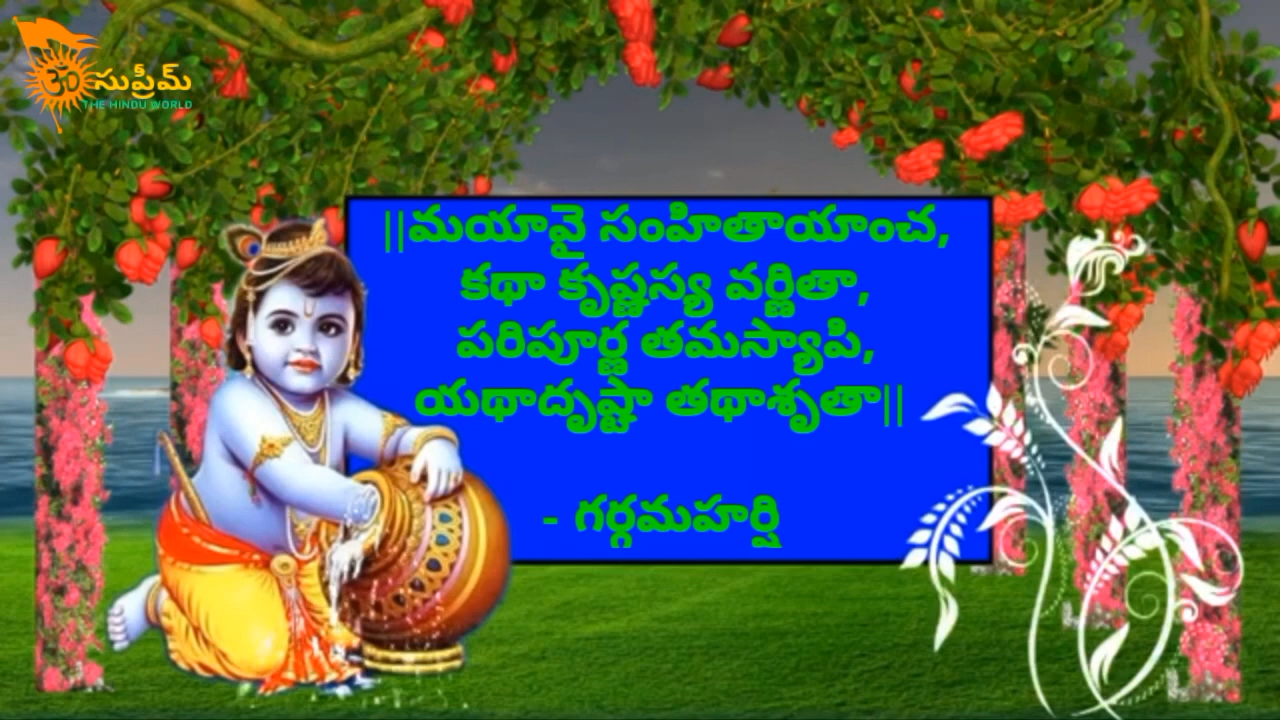 ఓం సుప్రీమ్
THE HINDU WORLD
||మయావై సంహితాయాంచ,
కథా కృష్ణస్య వర్ణితా,
పరిపూర్ణ తమస్యాపి,
యథాదృష్టా తథాశృతా||
- గర్గమహర్షి